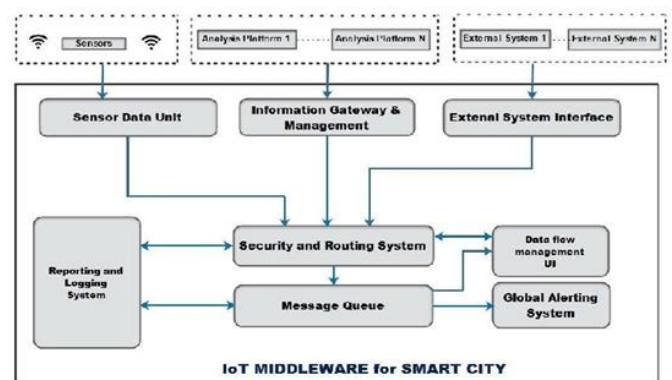 Sensors
Analysis Platform 1
Analysis Platform N
External System 1
External System N
Sensor Data Unit
Information Gateway &
Management
Extenal System Interface
Security and Routing System
Data flow
management
UI
Reporting and
Logging
System
Message Queue
Global Alerting
System
IoT MIDDLEWARE for SMART CITY